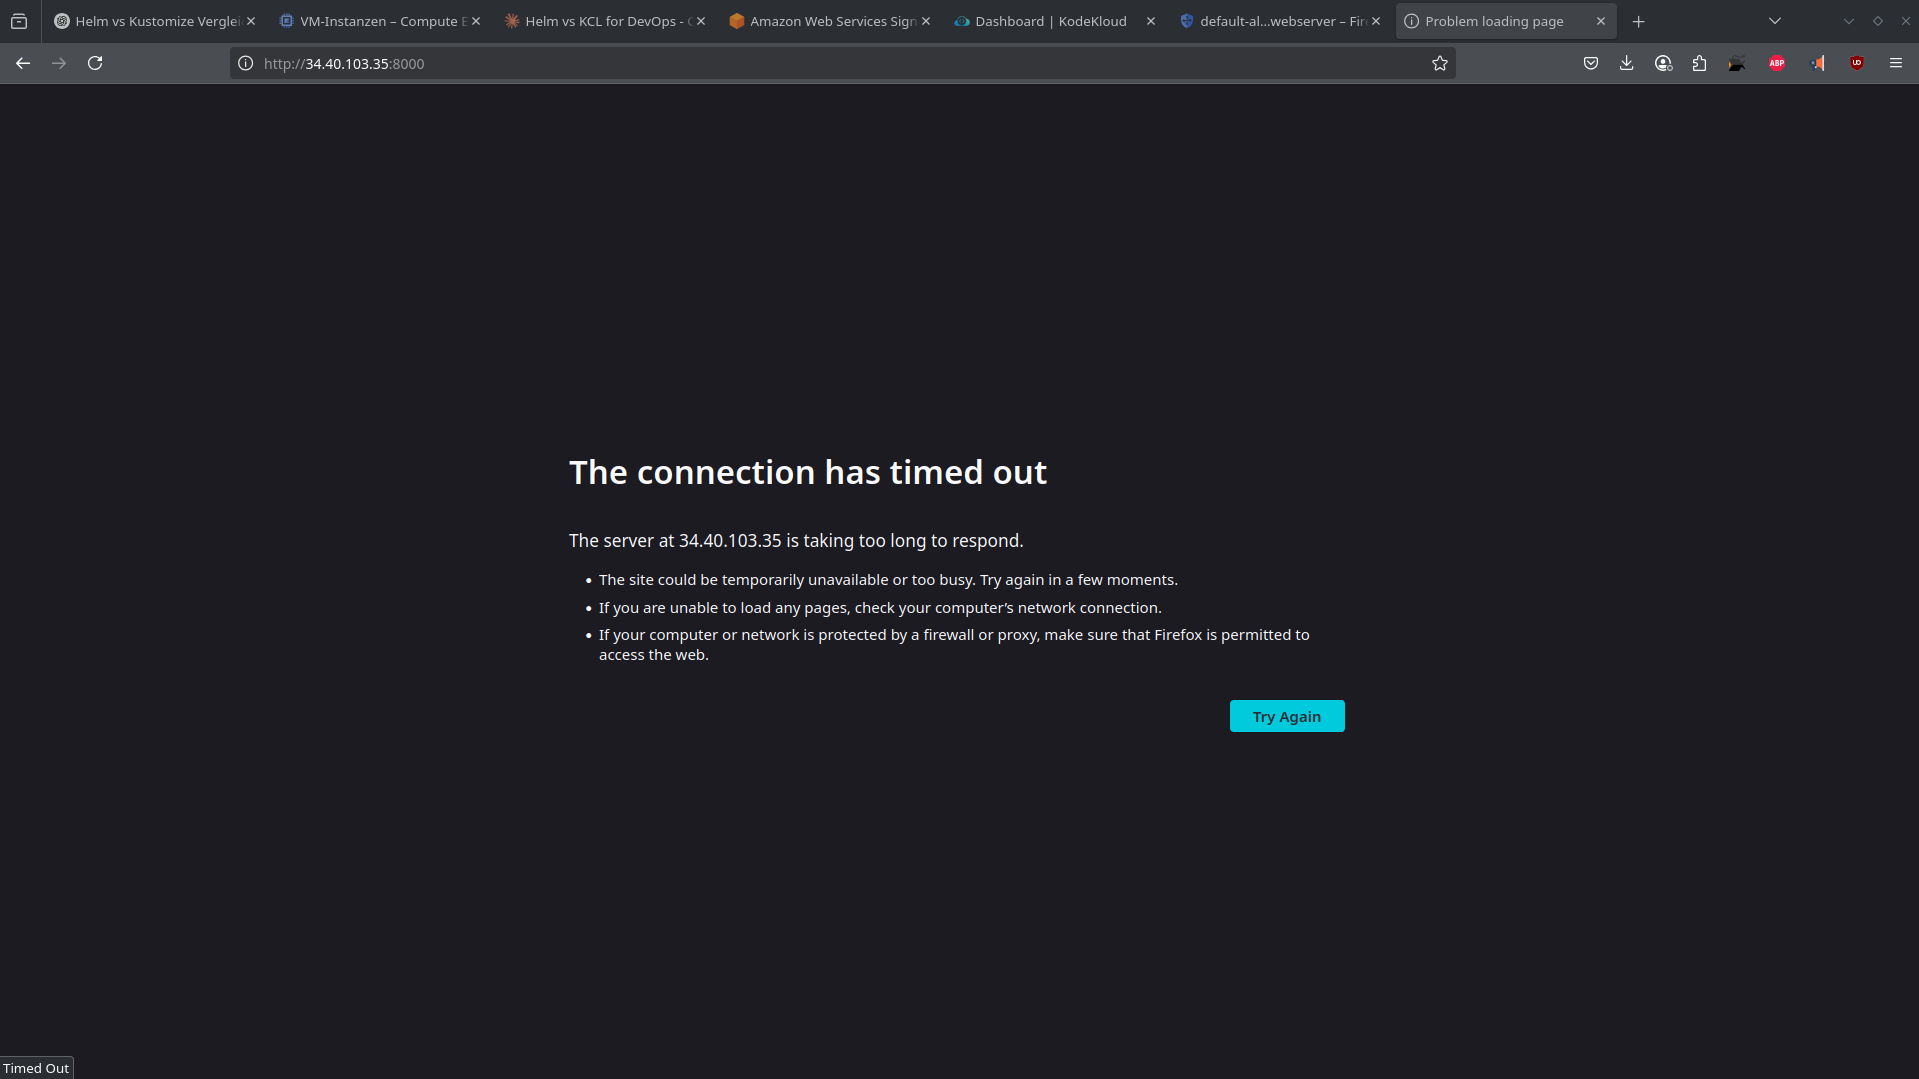 Helm vs Kustomize Verglei
VM-Instanzen – Compute E
Helm vs KCL for DevOps - C
Amazon Web Services Sign
Dashboard | KodeKloud
default-al...webserver – Fire
Problem loading page
http://34.40.103.35:8000
ABP
The connection has timed out
The server at 34.40.103.35 is taking too long to respond.
• The site could be temporarily unavailable or too busy. Try again in a few moments.
• If you are unable to load any pages, check your computer’s network connection.
• If your computer or network is protected by a firewall or proxy, make sure that Firefox is permitted to
access the web.
Try Again
Timed Out